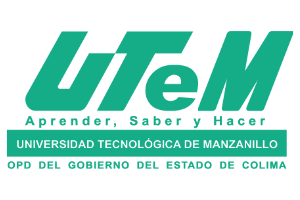 UTeM
Aprender, Saber y Hacer
UNIVERSIDAD TECNOLÓGICA DE MANZANILLO
OPD DEL GOBIERNO DEL ESTADO DE COLIMA